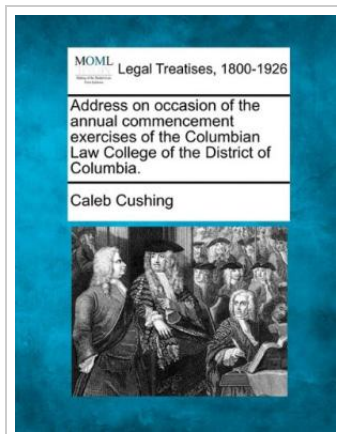 MOML
Legal Treatises, 1800-1926
Address on occasion of the
annual commencement
exercises of the Columbian
Law College of the District of
Columbia.
Caleb Cushing